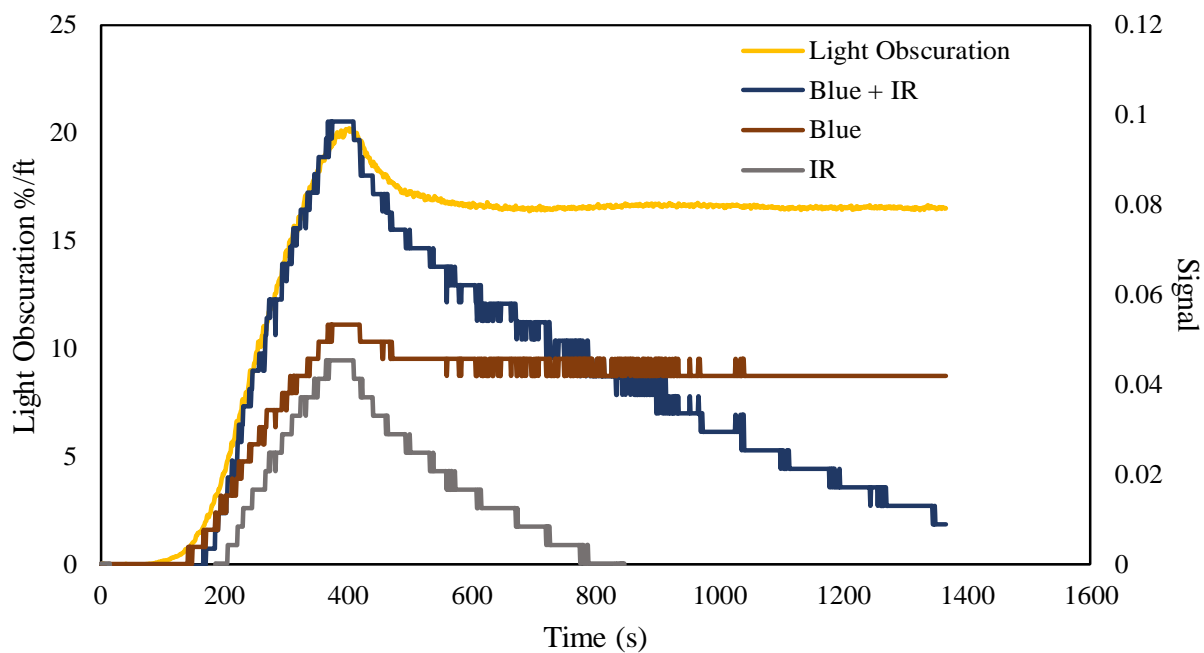 25
20
15
10
5
0
Light Obscuration %/ft
0.12
0.1
0.08
0.06
0.04
0.02
0
Signal
Light Obscuration
Blue + IR
Blue
IR
0 200 400 600 800 1000 1200 1400 1600
Time (s)